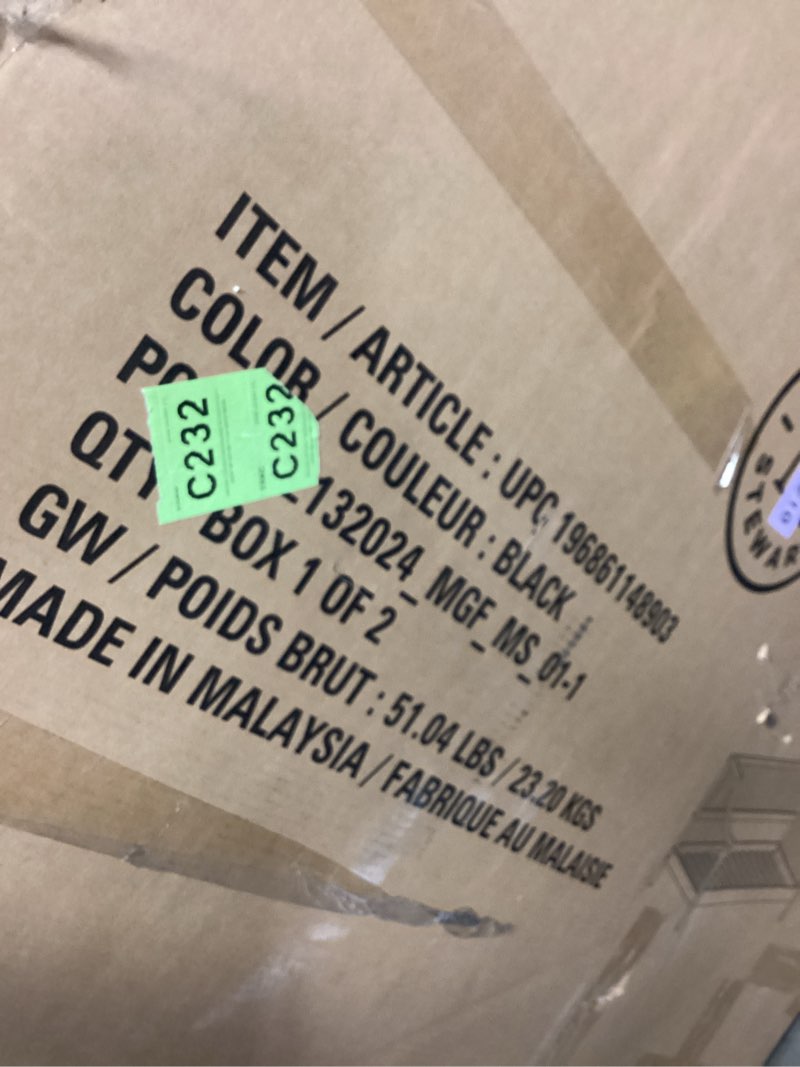 ITEM / ARTICLE : UPC 196861148903
COLOR / COULEUR : BLACK
132024_MGF_MS_01-1
BOX 1 OF 2
GW / POIDS BRUT : 51.04 LBS / 23.20 KGS
MADE IN MALAYSIA / FABRIQUE AU MALAISIE
C232
C232